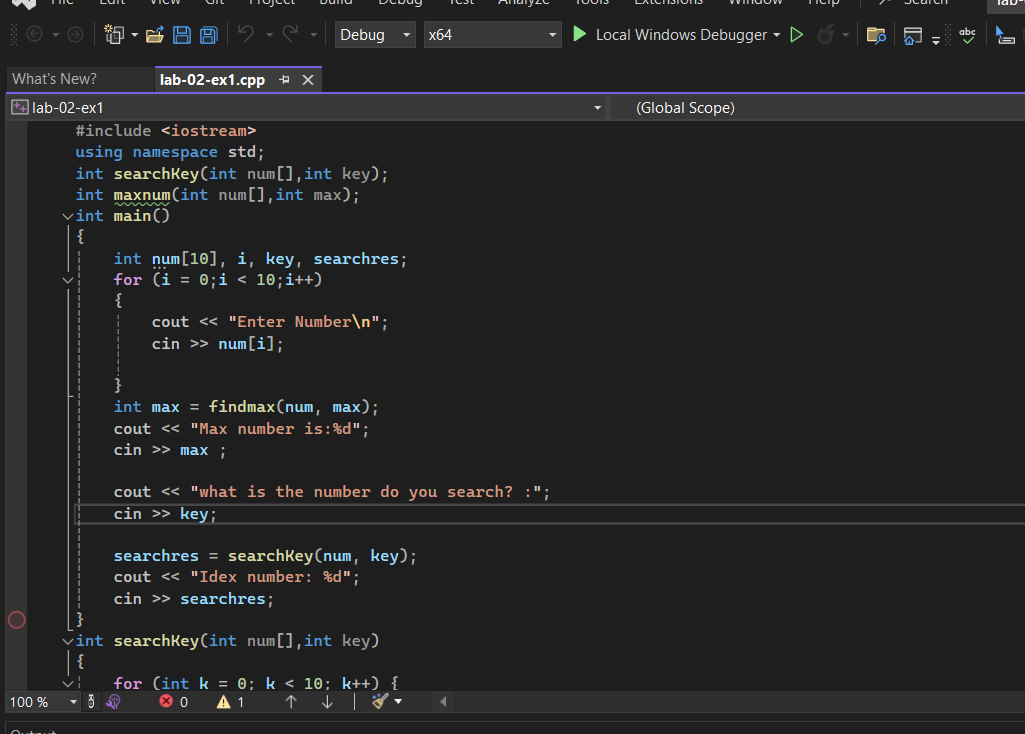 File Edit View Git Project Build Debug Test Analyze Tools Extensions Window Help Search lab-
Debug x64 Local Windows Debugger abc
What's New? lab-02-ex1.cpp
lab-02-ex1 (Global Scope)
#include <iostream>
using namespace std;
int searchKey(int num[],int key);
int maxnum(int num[],int max);
int main()
{
int num[10], i, key, searchres;
for (i = 0;i < 10;i++)
{
cout << "Enter Number\n";
cin >> num[i];
}
int max = findmax(num, max);
cout << "Max number is:%d";
cin >> max ;
cout << "what is the number do you search? :";
cin >> key;
searchres = searchKey(num, key);
cout << "Idex number: %d";
cin >> searchres;
}
int searchKey(int num[],int key)
{
for (int k = 0; k < 10; k++) {
100 % 0 1
Output